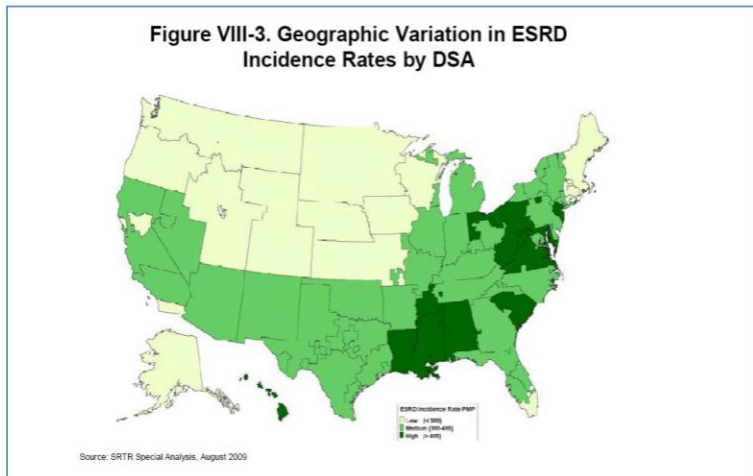 Figure VIII-3. Geographic Variation in ESRD
Incidence Rates by DSA
ESRD Incidence Rate PMP
Low (<300)
Medium (300-400)
High (>400)
Source: SRTR Special Analysis, August 2009